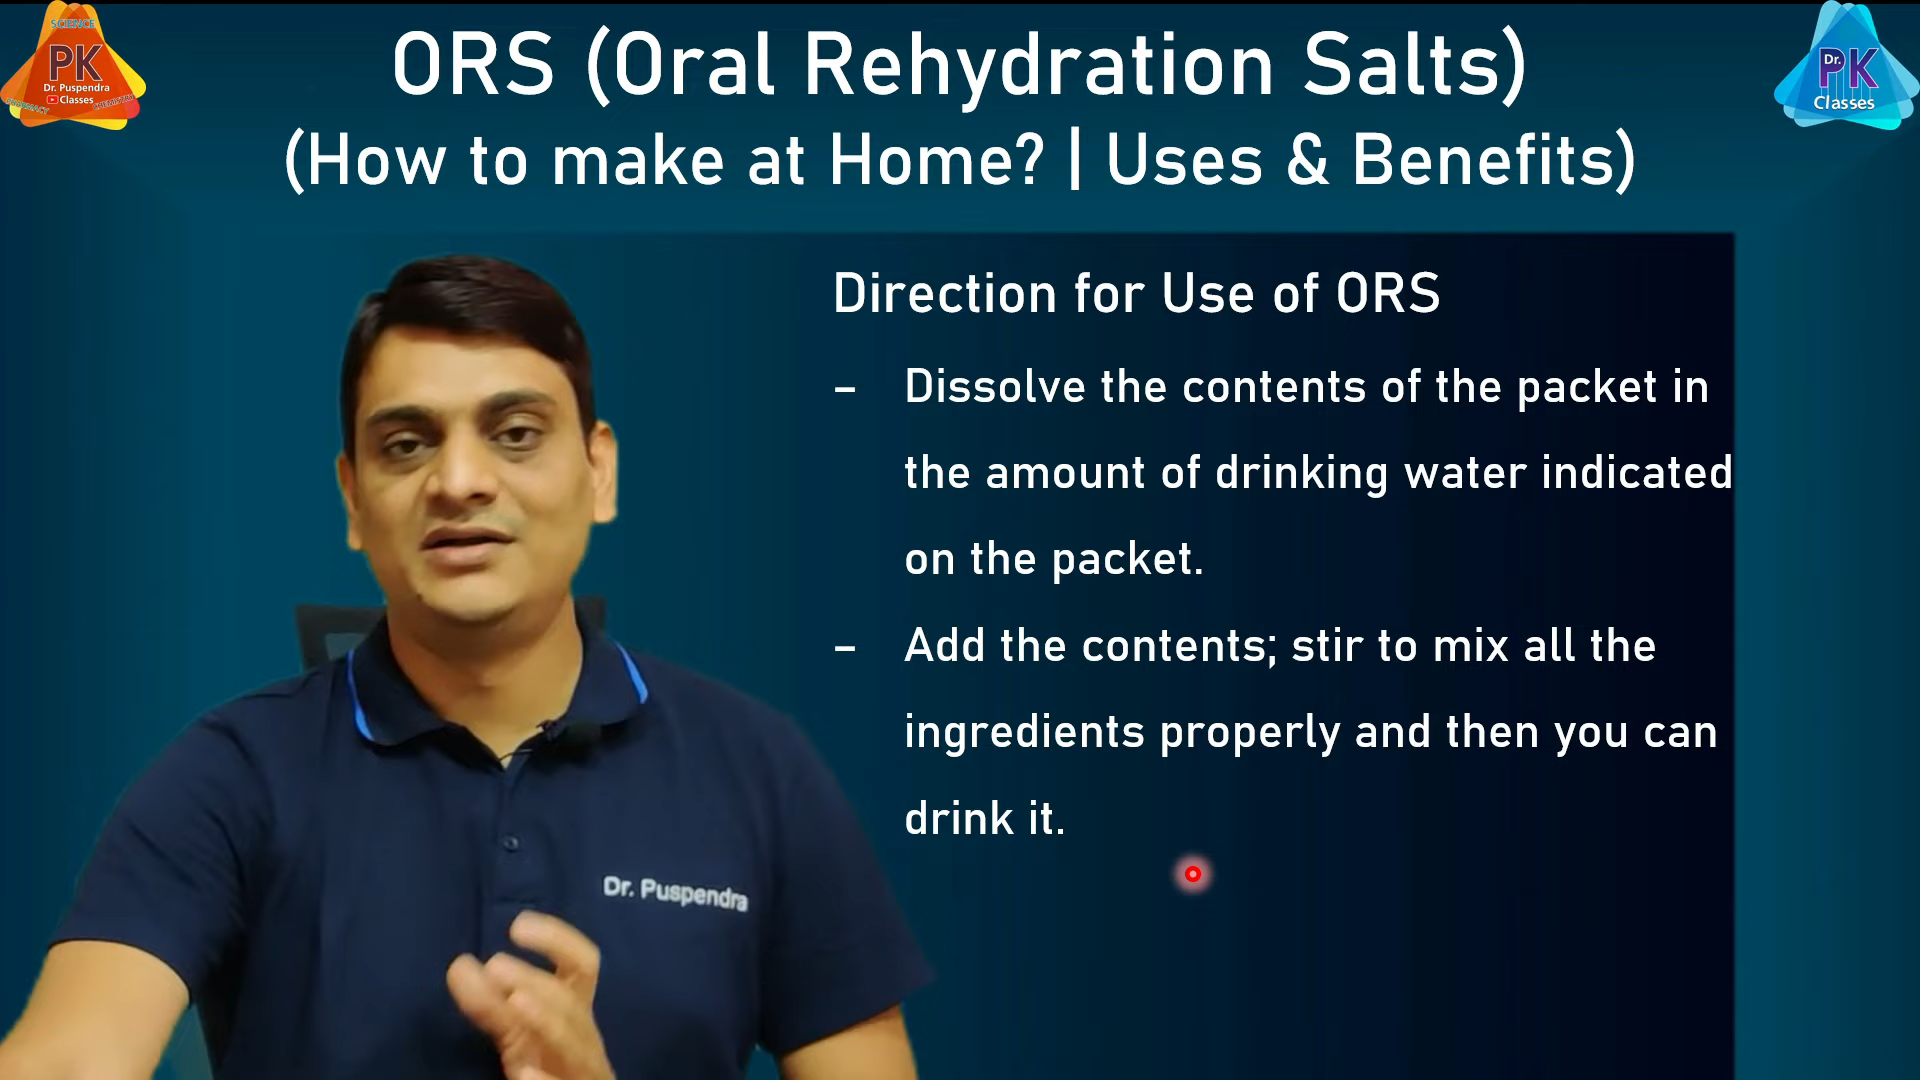 ORS (Oral Rehydration Salts)
(How to make at Home? | Uses & Benefits)
SCIENCE
PK
Dr. Puspendra
Classes
PHARMACY
CHEMISTRY
Dr.
PK
Classes
Direction for Use of ORS
– Dissolve the contents of the packet in
the amount of drinking water indicated
on the packet.
– Add the contents; stir to mix all the
ingredients properly and then you can
drink it.
Dr. Puspendra